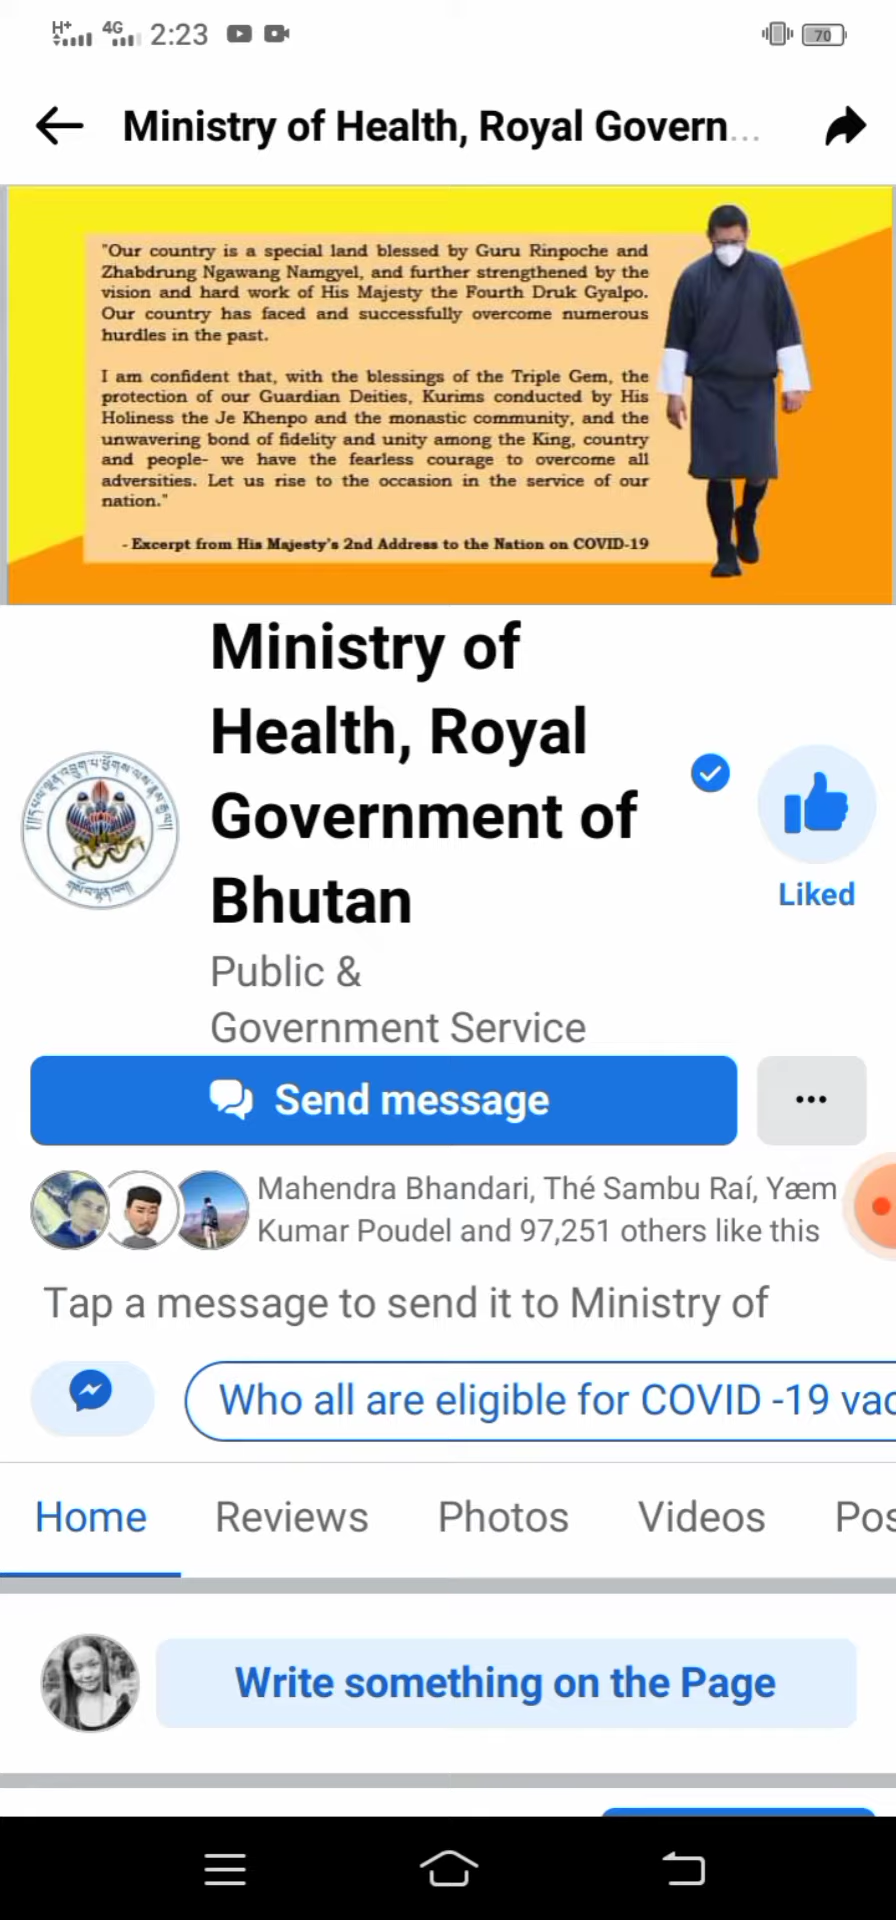 H+ 4G 2:23 70
Ministry of Health, Royal Govern...
"Our country is a special land blessed by Guru Rinpoche and
Zhabdrung Ngawang Namgyel, and further strengthened by the
vision and hard work of His Majesty the Fourth Druk Gyalpo.
Our country has faced and successfully overcome numerous
hurdles in the past.
I am confident that, with the blessings of the Triple Gem, the
protection of our Guardian Deities, Kurims conducted by His
Holiness the Je Khenpo and the monastic community, and the
unwavering bond of fidelity and unity among the King, country
and people- we have the fearless courage to overcome all
adversities. Let us rise to the occasion in the service of our
nation."
- Excerpt from His Majesty's 2nd Address to the Nation on COVID-19
Ministry of
Health, Royal
Government of
Bhutan
Liked
Public &
Government Service
Send message
Mahendra Bhandari, Thé Sambu Raí, Yæm
Kumar Poudel and 97,251 others like this
Tap a message to send it to Ministry of
Who all are eligible for COVID -19 vac
Home Reviews Photos Videos Pos
Write something on the Page